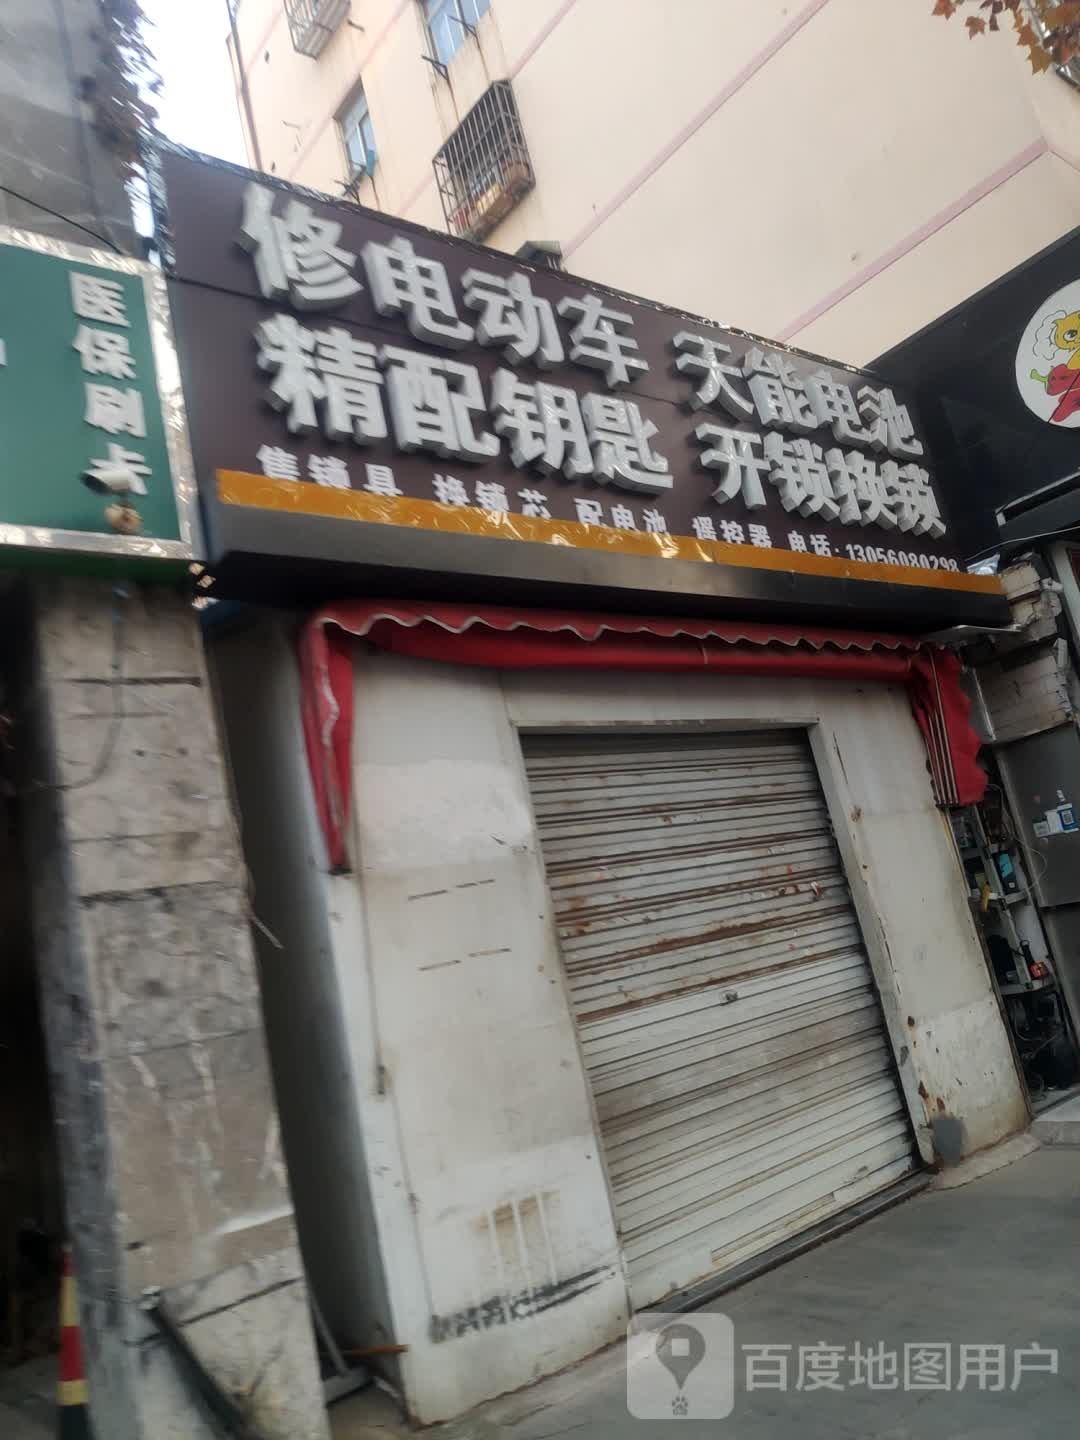 医保刷卡
修电动车 天能电池
精配钥匙 开锁换锁
售锁具 换锁芯 配电池 遥控器 电话:13056080298
百度地图用户